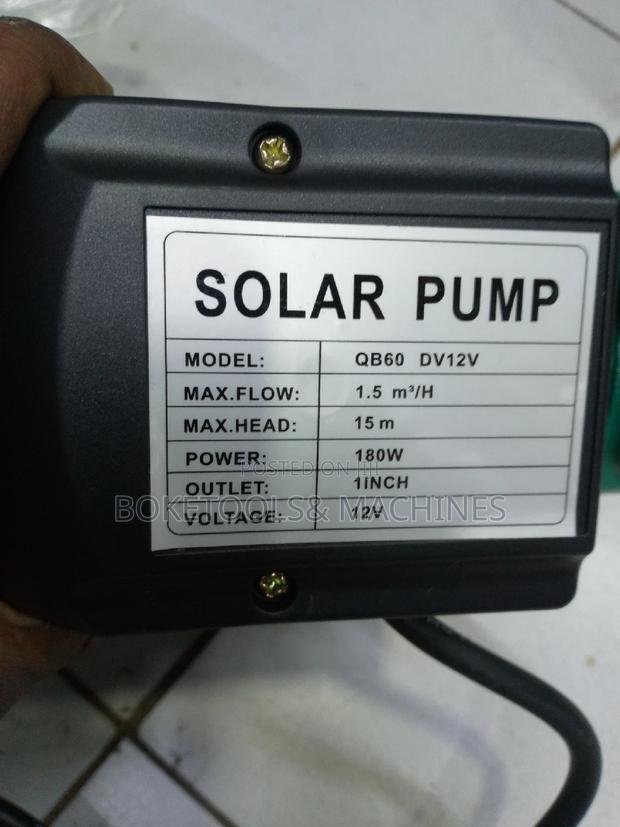 SOLAR PUMP
MODEL: QB60 DV12V
MAX.FLOW: 1.5 m³/H
MAX.HEAD: 15 m
POWER: 180W
POSTED ON JIJI
OUTLET: 1iNCH
BOKETOOLS& MACHINES
VOLTAGE: 12V